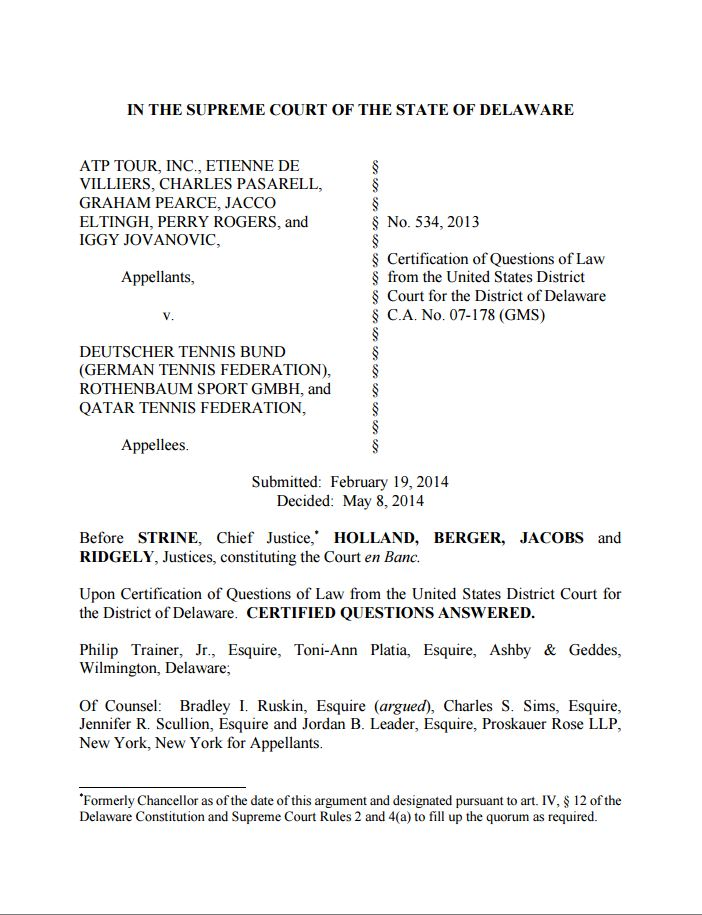 IN THE SUPREME COURT OF THE STATE OF DELAWARE
ATP TOUR, INC., ETIENNE DE §
VILLIERS, CHARLES PASARELL, §
GRAHAM PEARCE, JACCO §
ELTINGH, PERRY ROGERS, and § No. 534, 2013
IGGY JOVANOVIC, §
§ Certification of Questions of Law
Appellants, § from the United States District
§ Court for the District of Delaware
v. § C.A. No. 07-178 (GMS)
§
DEUTSCHER TENNIS BUND §
(GERMAN TENNIS FEDERATION), §
ROTHENBAUM SPORT GMBH, and §
QATAR TENNIS FEDERATION, §
§
Appellees. §
Submitted: February 19, 2014
Decided: May 8, 2014
Before STRINE, Chief Justice,* HOLLAND, BERGER, JACOBS and
RIDGELY, Justices, constituting the Court en Banc.
Upon Certification of Questions of Law from the United States District Court for
the District of Delaware. CERTIFIED QUESTIONS ANSWERED.
Philip Trainer, Jr., Esquire, Toni-Ann Platia, Esquire, Ashby & Geddes,
Wilmington, Delaware;
Of Counsel: Bradley I. Ruskin, Esquire (argued), Charles S. Sims, Esquire,
Jennifer R. Scullion, Esquire and Jordan B. Leader, Esquire, Proskauer Rose LLP,
New York, New York for Appellants.
*Formerly Chancellor as of the date of this argument and designated pursuant to art. IV, § 12 of the
Delaware Constitution and Supreme Court Rules 2 and 4(a) to fill up the quorum as required.